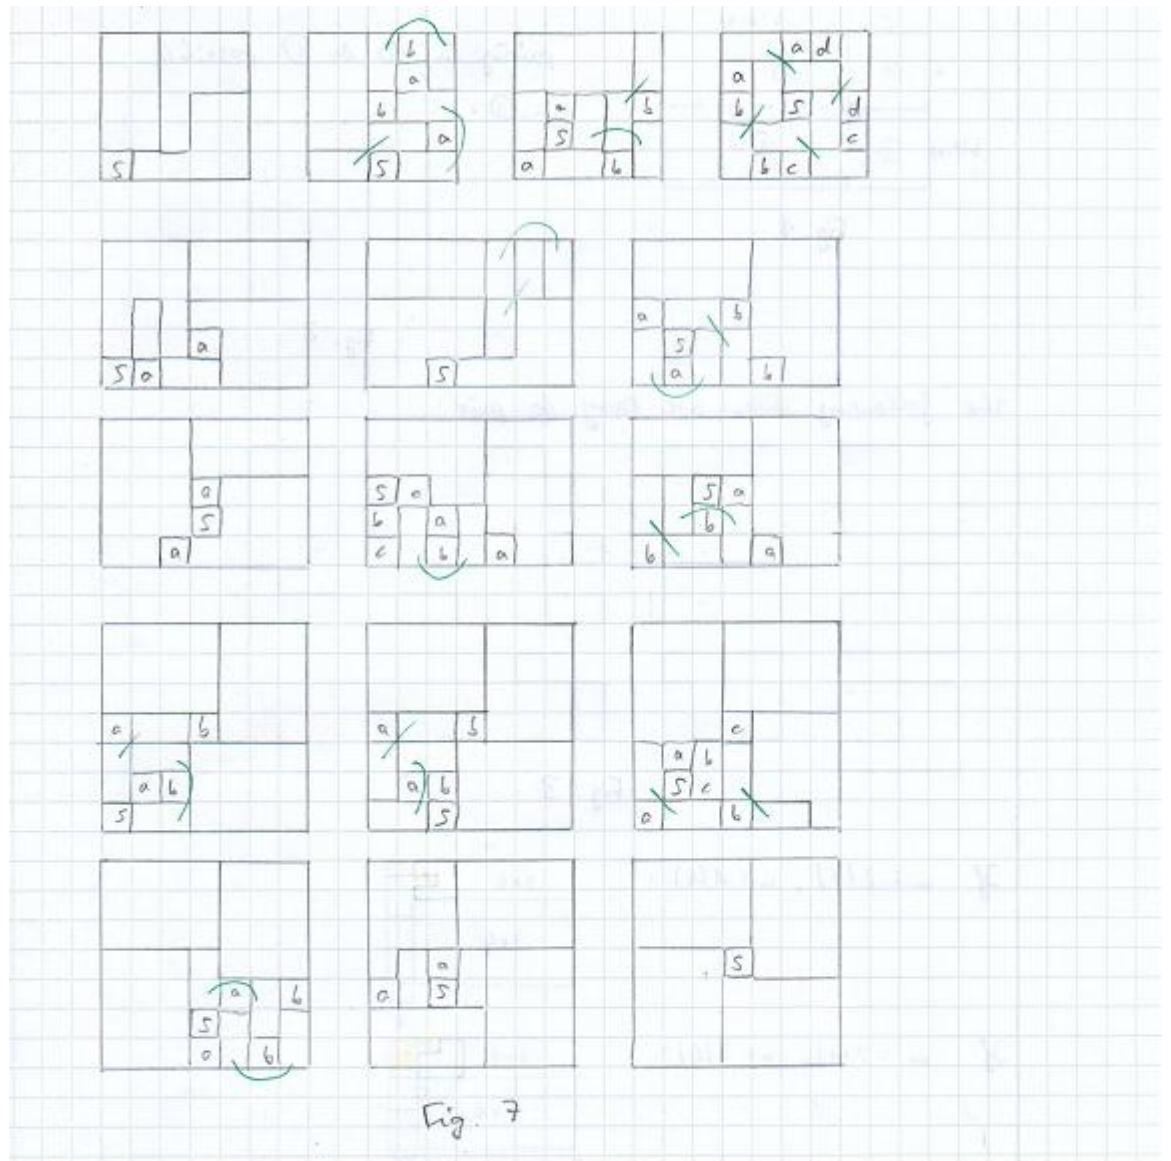 b a d
a a
b a b b S d
a S c
S S a b b c
a b
a S
S a S a b
a S a S a
S b a b
a c b a b a
a b a b c
a b
a b a b S c
S S a b
a S
a b a S
S
a b
Fig. 7